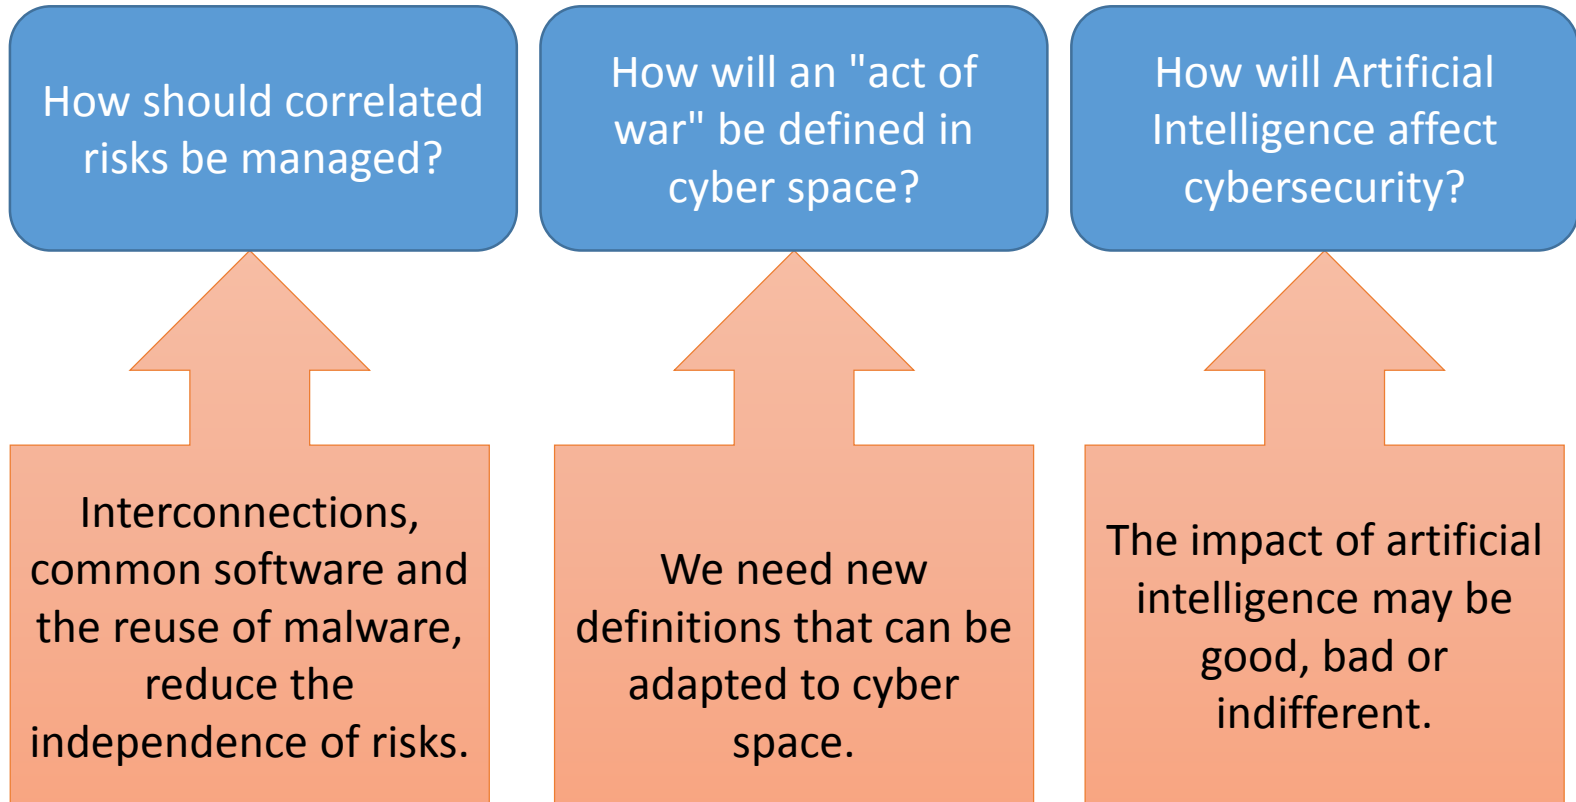 How should correlated
risks be managed?
How will an "act of
war" be defined in
cyber space?
How will Artificial
Intelligence affect
cybersecurity?
Interconnections,
common software and
the reuse of malware,
reduce the
independence of risks.
We need new
definitions that can be
adapted to cyber
space.
The impact of artificial
intelligence may be
good, bad or
indifferent.